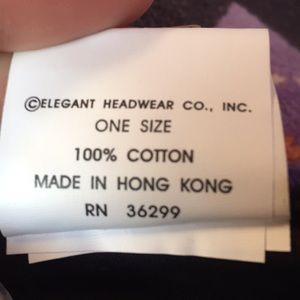 ©ELEGANT HEADWEAR CO., INC.
ONE SIZE
100% COTTON
MADE IN HONG KONG
RN 36299